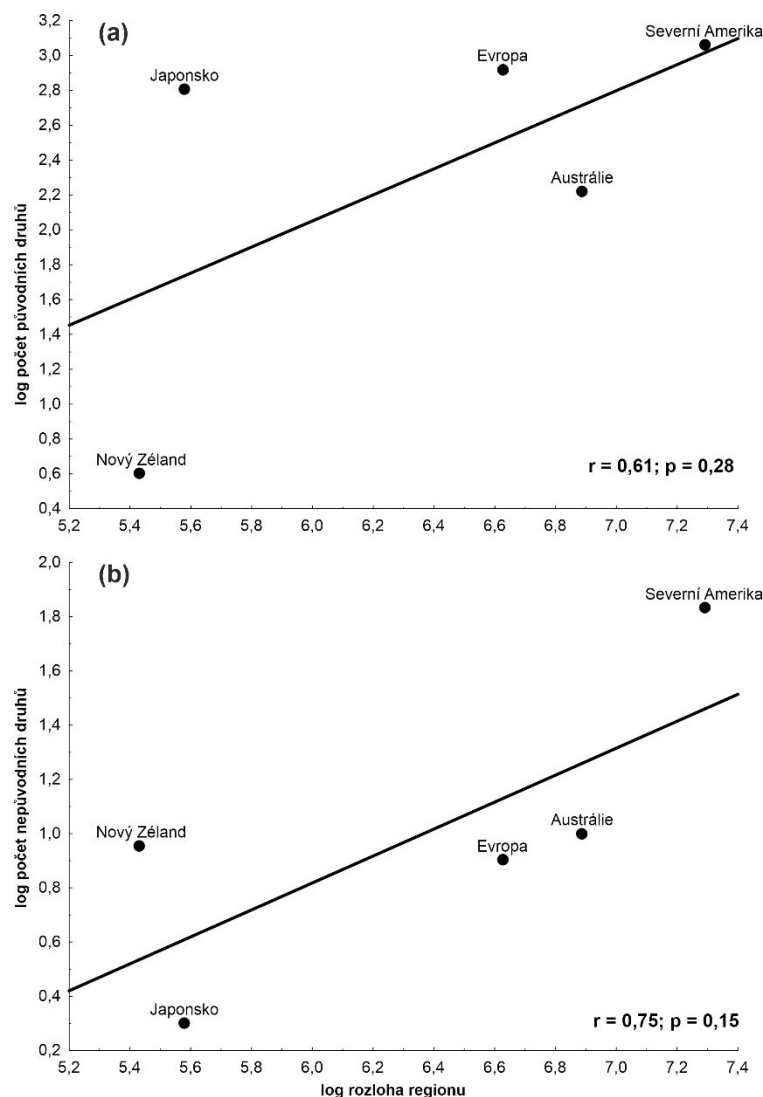 (a)
3,2
3,0
2,8
2,6
2,4
2,2
2,0
1,8
1,6
1,4
1,2
1,0
0,8
0,6
0,4
log počet původních druhů
Severní Amerika
Evropa
Japonsko
Austrálie
Nový Zéland
r = 0,61; p = 0,28
5,2 5,4 5,6 5,8 6,0 6,2 6,4 6,6 6,8 7,0 7,2 7,4
(b)
2,0
1,8
1,6
1,4
1,2
1,0
0,8
0,6
0,4
0,2
log počet nepůvodních druhů
Severní Amerika
Nový Zéland
Austrálie
Evropa
Japonsko
r = 0,75; p = 0,15
5,2 5,4 5,6 5,8 6,0 6,2 6,4 6,6 6,8 7,0 7,2 7,4
log rozloha regionu